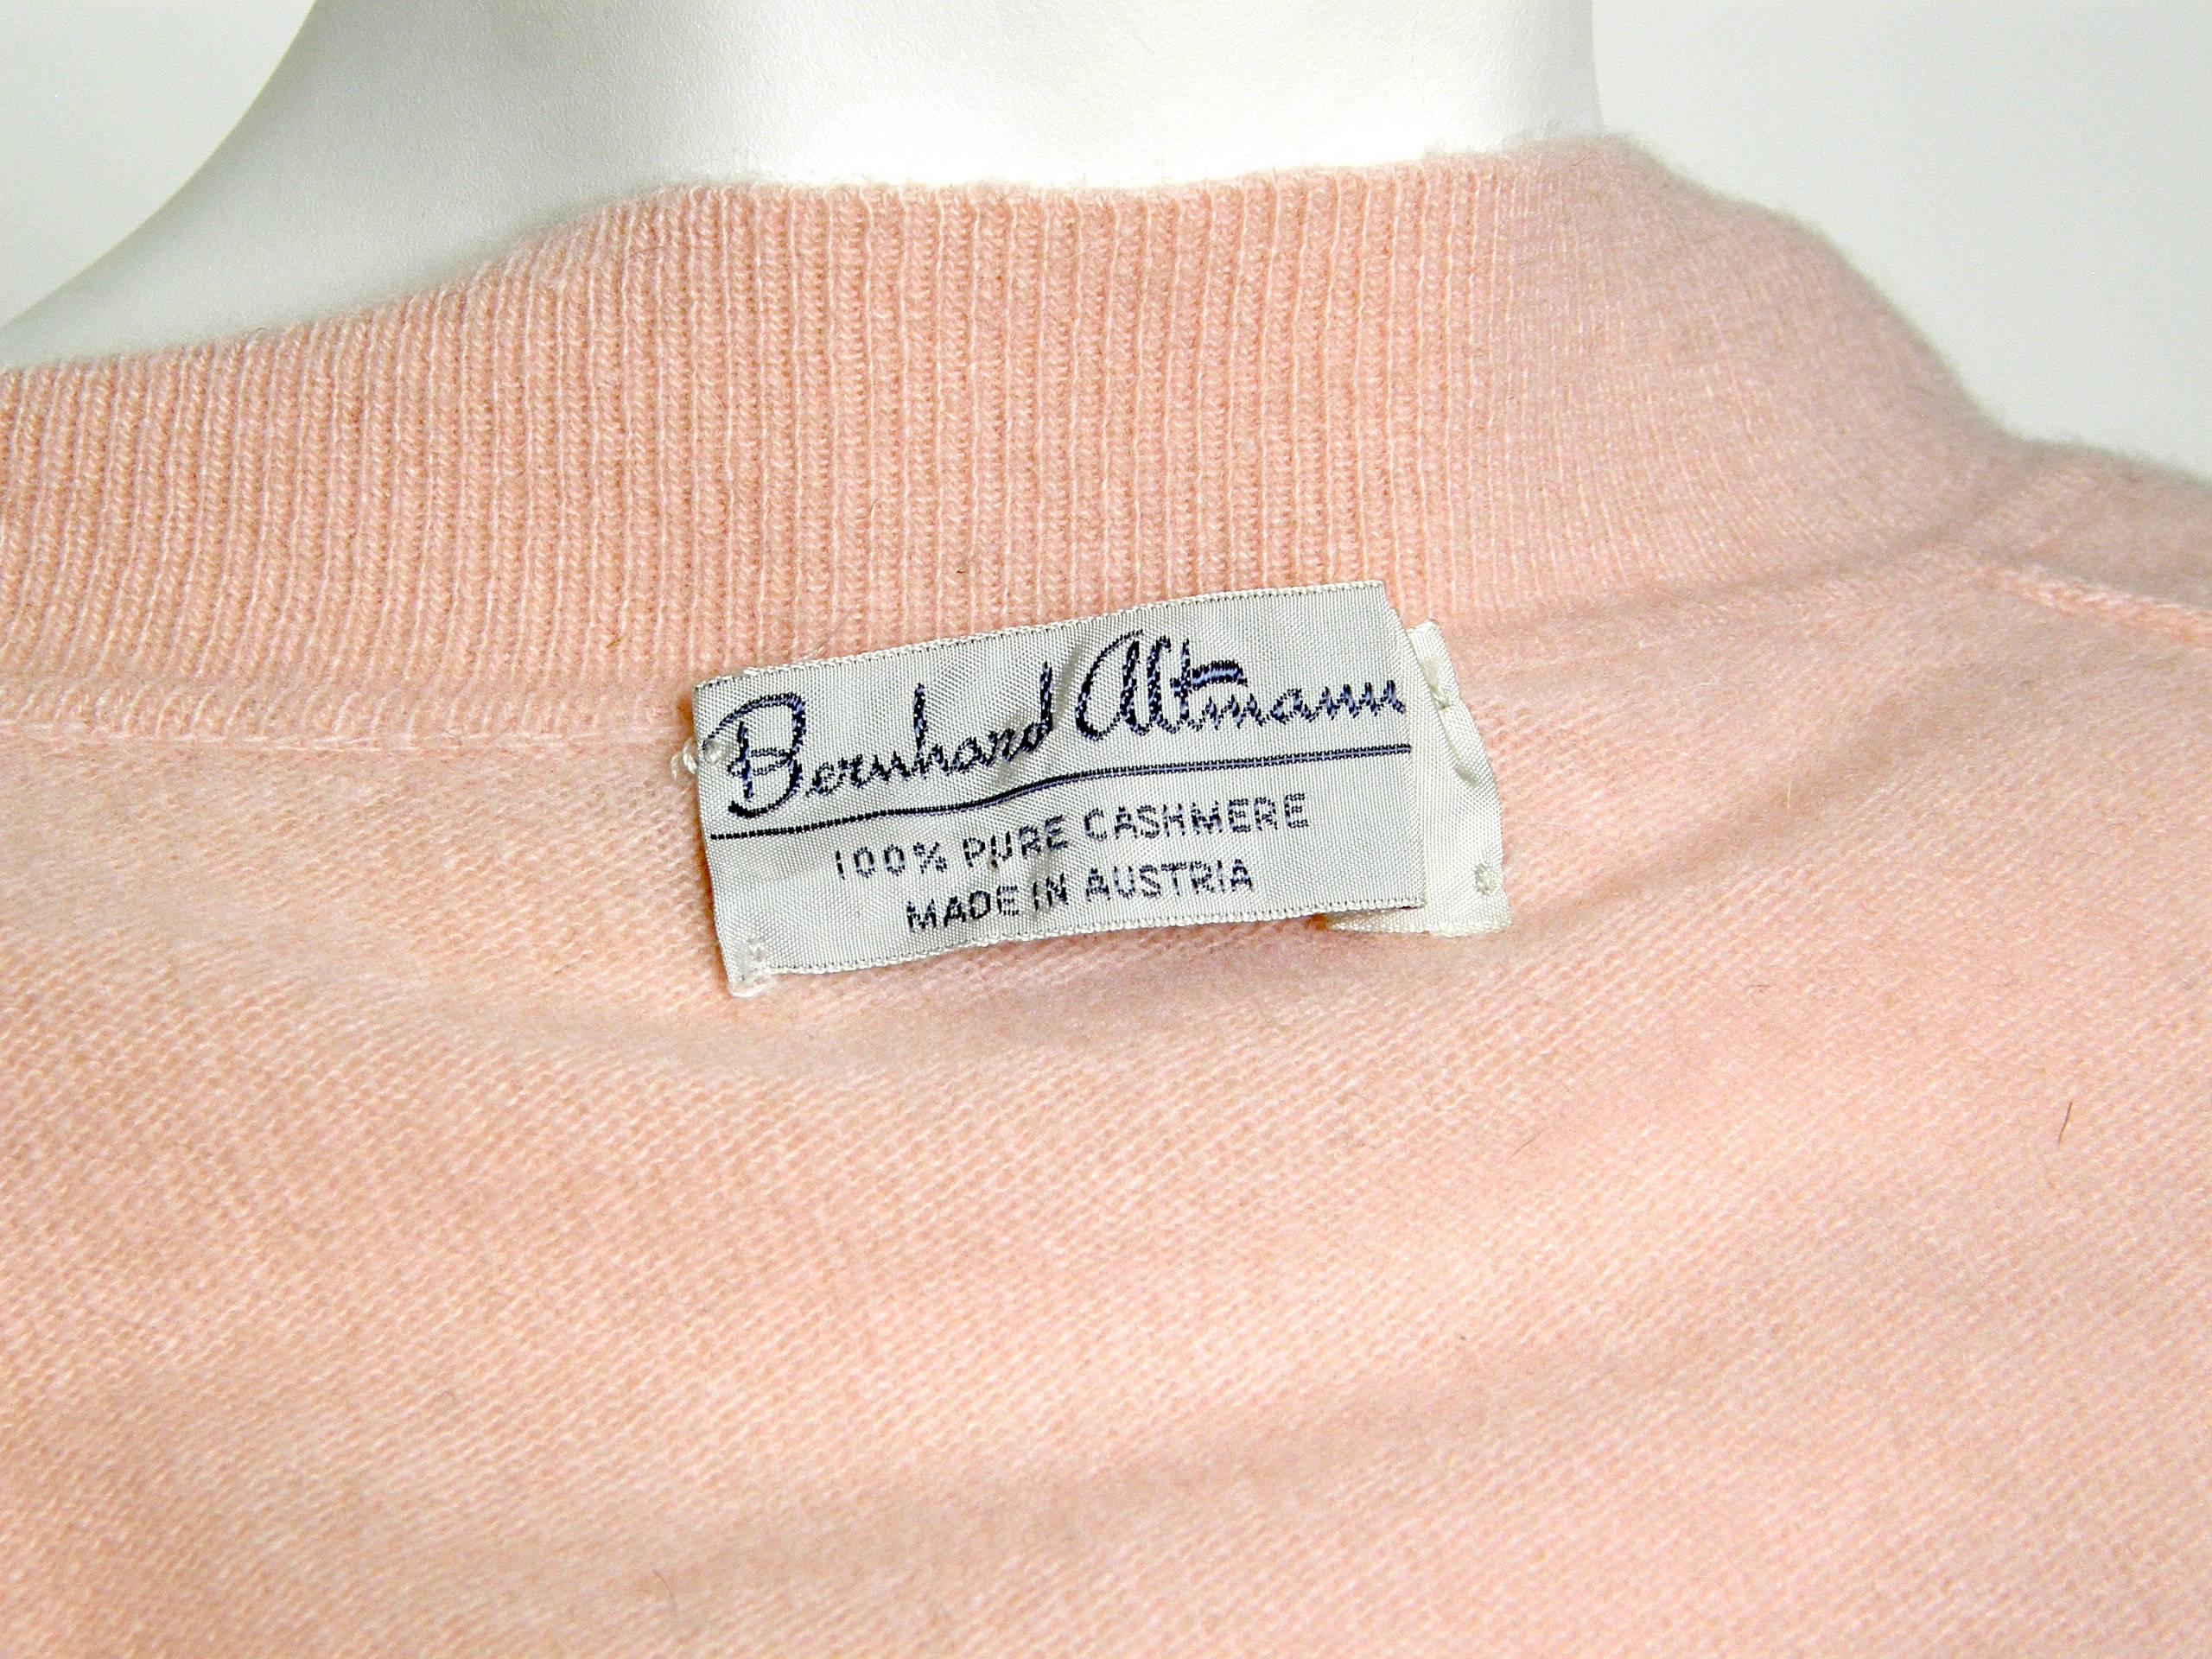 Bernhard Altmann
100% PURE CASHMERE
MADE IN AUSTRIA